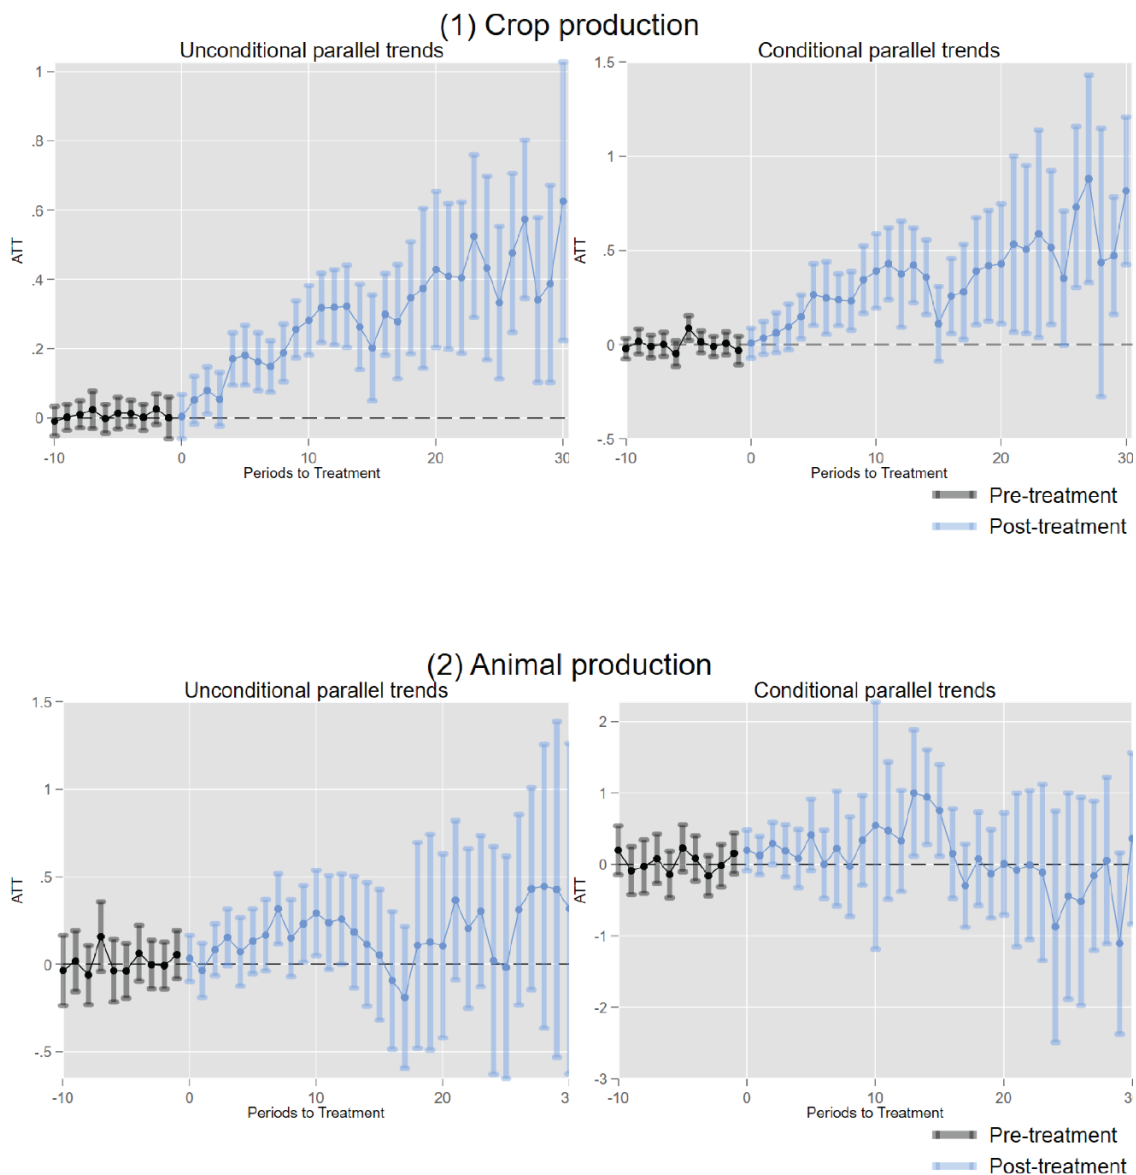 (1) Crop production
Unconditional parallel trends
Conditional parallel trends
1
.8
.6
.4
.2
0
ATT
-10
0
10
20
30
Periods to Treatment
1.5
1
.5
0
-.5
ATT
-10
0
10
20
30
Periods to Treatment
Pre-treatment
Post-treatment
(2) Animal production
Unconditional parallel trends
Conditional parallel trends
1.5
1
.5
0
-.5
ATT
-10
0
10
20
3
Periods to Treatment
2
1
0
-1
-2
-3
ATT
-10
0
10
20
30
Periods to Treatment
Pre-treatment
Post-treatment